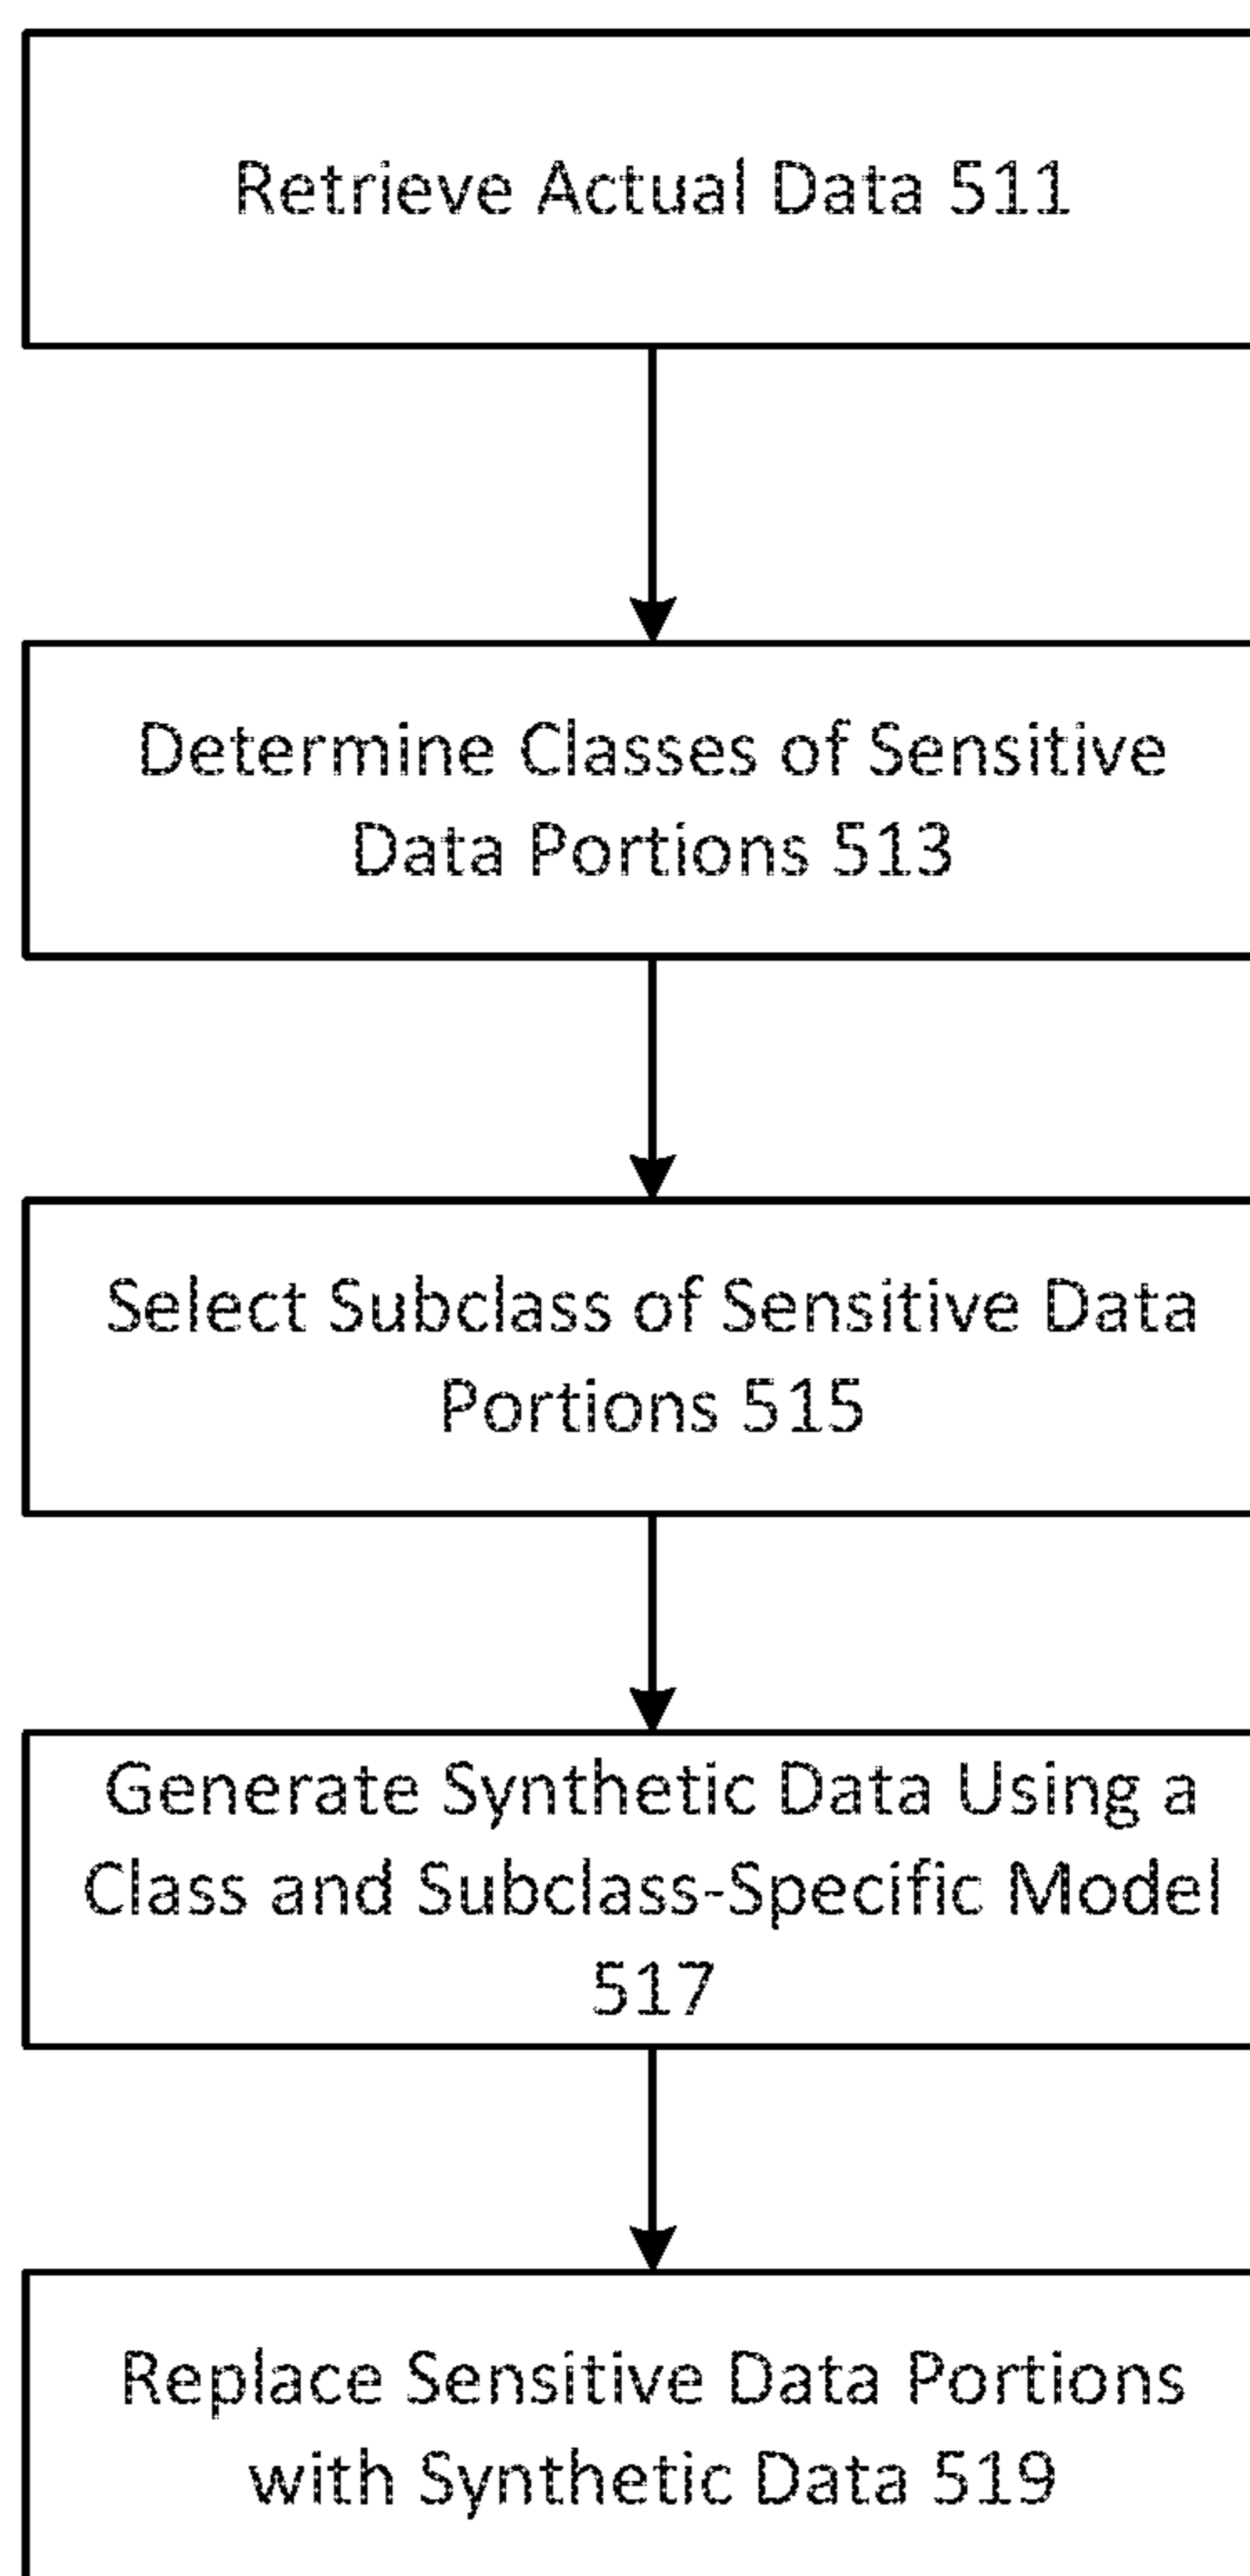 Retrieve Actual Data 511
Determine Classes of Sensitive
Data Portions 513
Select Subclass of Sensitive Data
Portions 515
Generate Synthetic Data Using a
Class and Subclass-Specific Model
517
Replace Sensitive Data Portions
with Synthetic Data 519